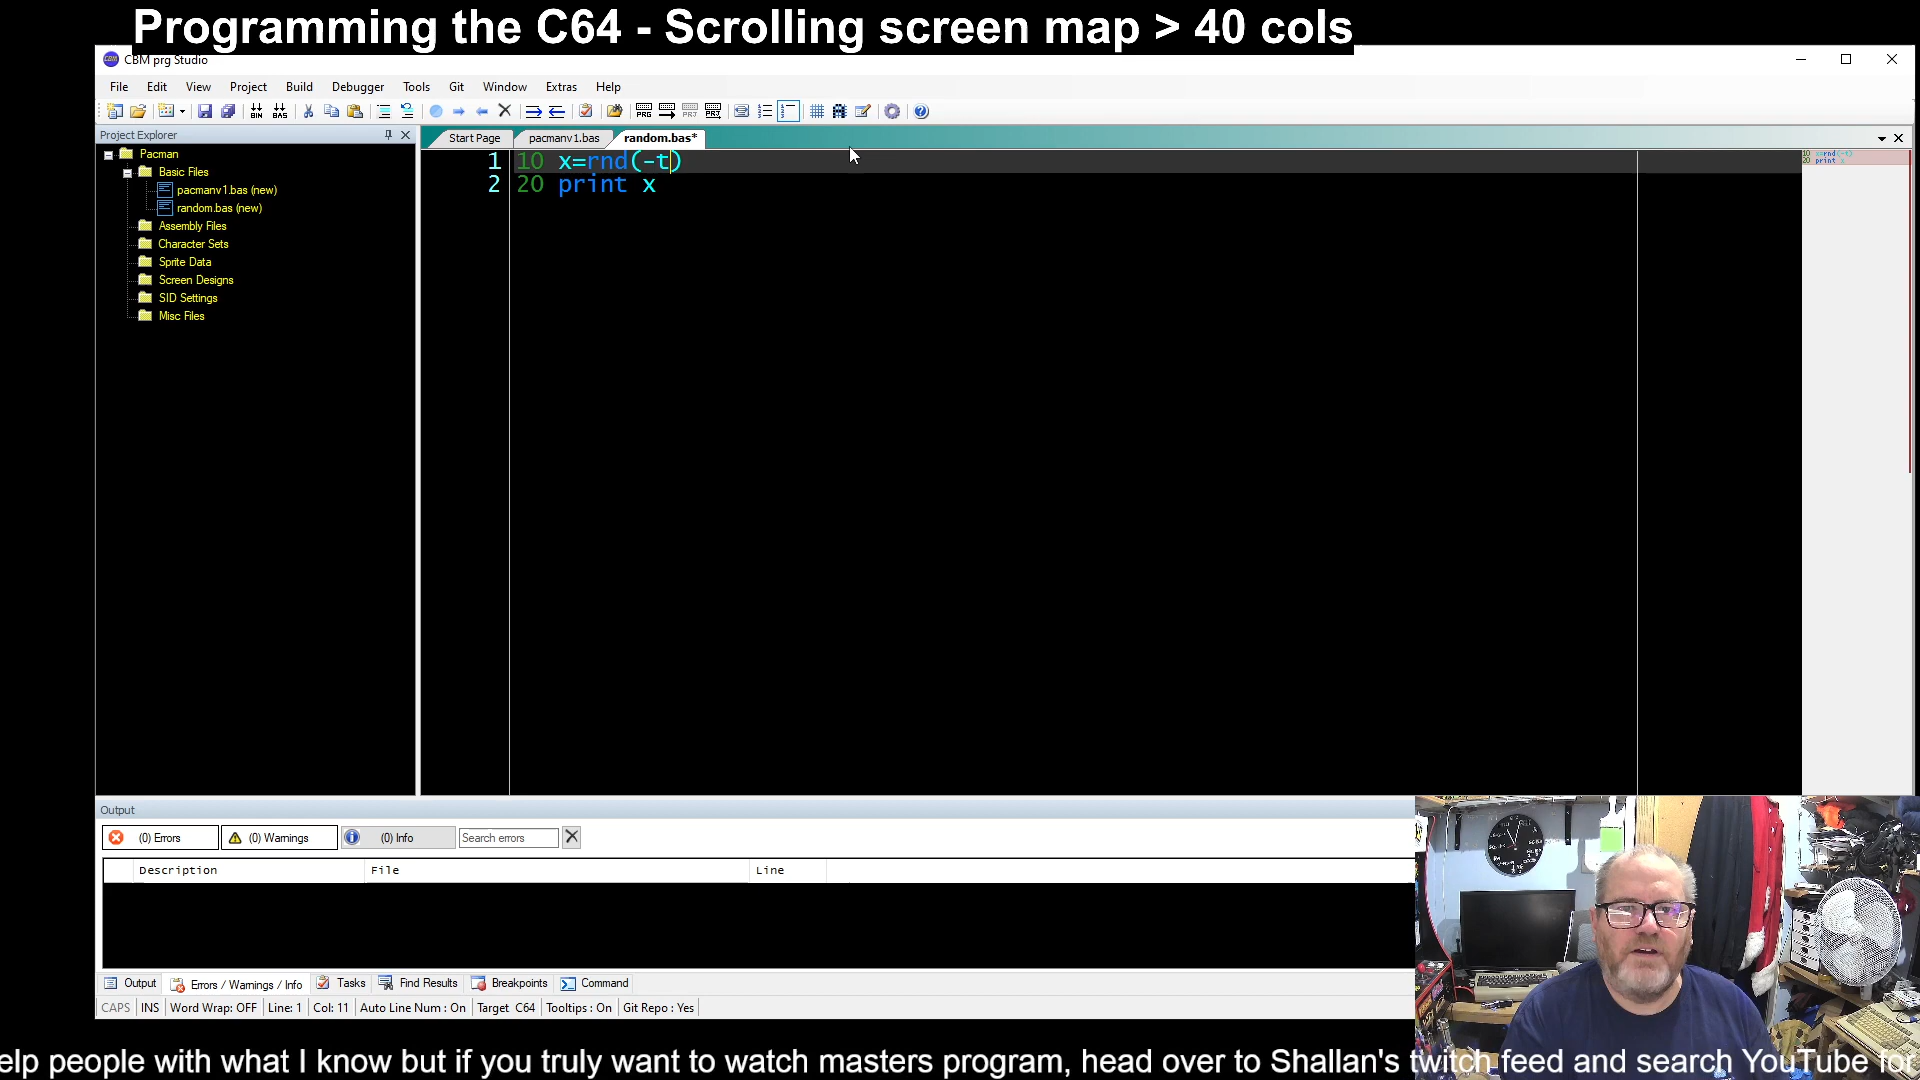 Programming the C64 - Scrolling screen map > 40 cols
CBM prg Studio
File Edit View Project Build Debugger Tools Git Window Extras Help
Project Explorer
Start Page pacmanv1.bas random.bas*
Pacman
Basic Files
pacmanv1.bas (new)
random.bas (new)
Assembly Files
Character Sets
Sprite Data
Screen Designs
SID Settings
Misc Files
1 10 x=rnd(-t)
2 20 print x
10 x=rnd(-t)
20 print x
Output
(0) Errors (0) Warnings (0) Info Search errors
Description File Line
Output Errors / Warnings / Info Tasks Find Results Breakpoints Command
CAPS INS Word Wrap: OFF Line: 1 Col: 11 Auto Line Num : On Target C64 Tooltips : On Git Repo : Yes
elp people with what I know but if you truly want to watch masters program, head over to Shallan's twitch feed and search YouTube for